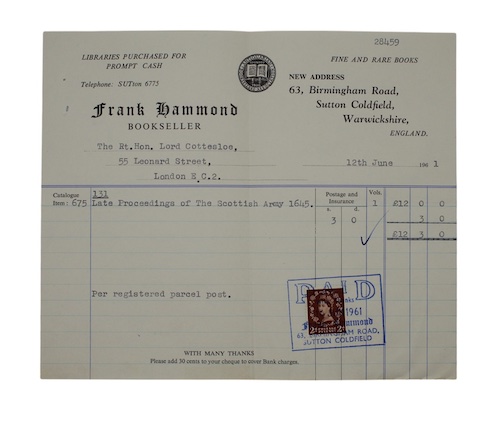 28459
LIBRARIES PURCHASED FOR
PROMPT CASH
FINE AND RARE BOOKS
Telephone: SUTton 6775
NEW ADDRESS
63, Birmingham Road,
Sutton Coldfield,
Warwickshire,
ENGLAND.
Frank Hammond
BOOKSELLER
The Rt.Hon. Lord Cottesloe,
55 Leonard Street,
London E.C.2.
12th June 1961
Catalogue 131
Postage and Insurance Vols.
Item: 675 Late Proceedings of The Scottish Army 1645. s. d. 1 £12 0 0
3 0 3 0
£12 3 0
Per registered parcel post.
PAID
1961
Hammond
63, BIRMINGHAM ROAD,
SUTTON COLDFIELD
WITH MANY THANKS
Please add 30 cents to your cheque to cover Bank charges.